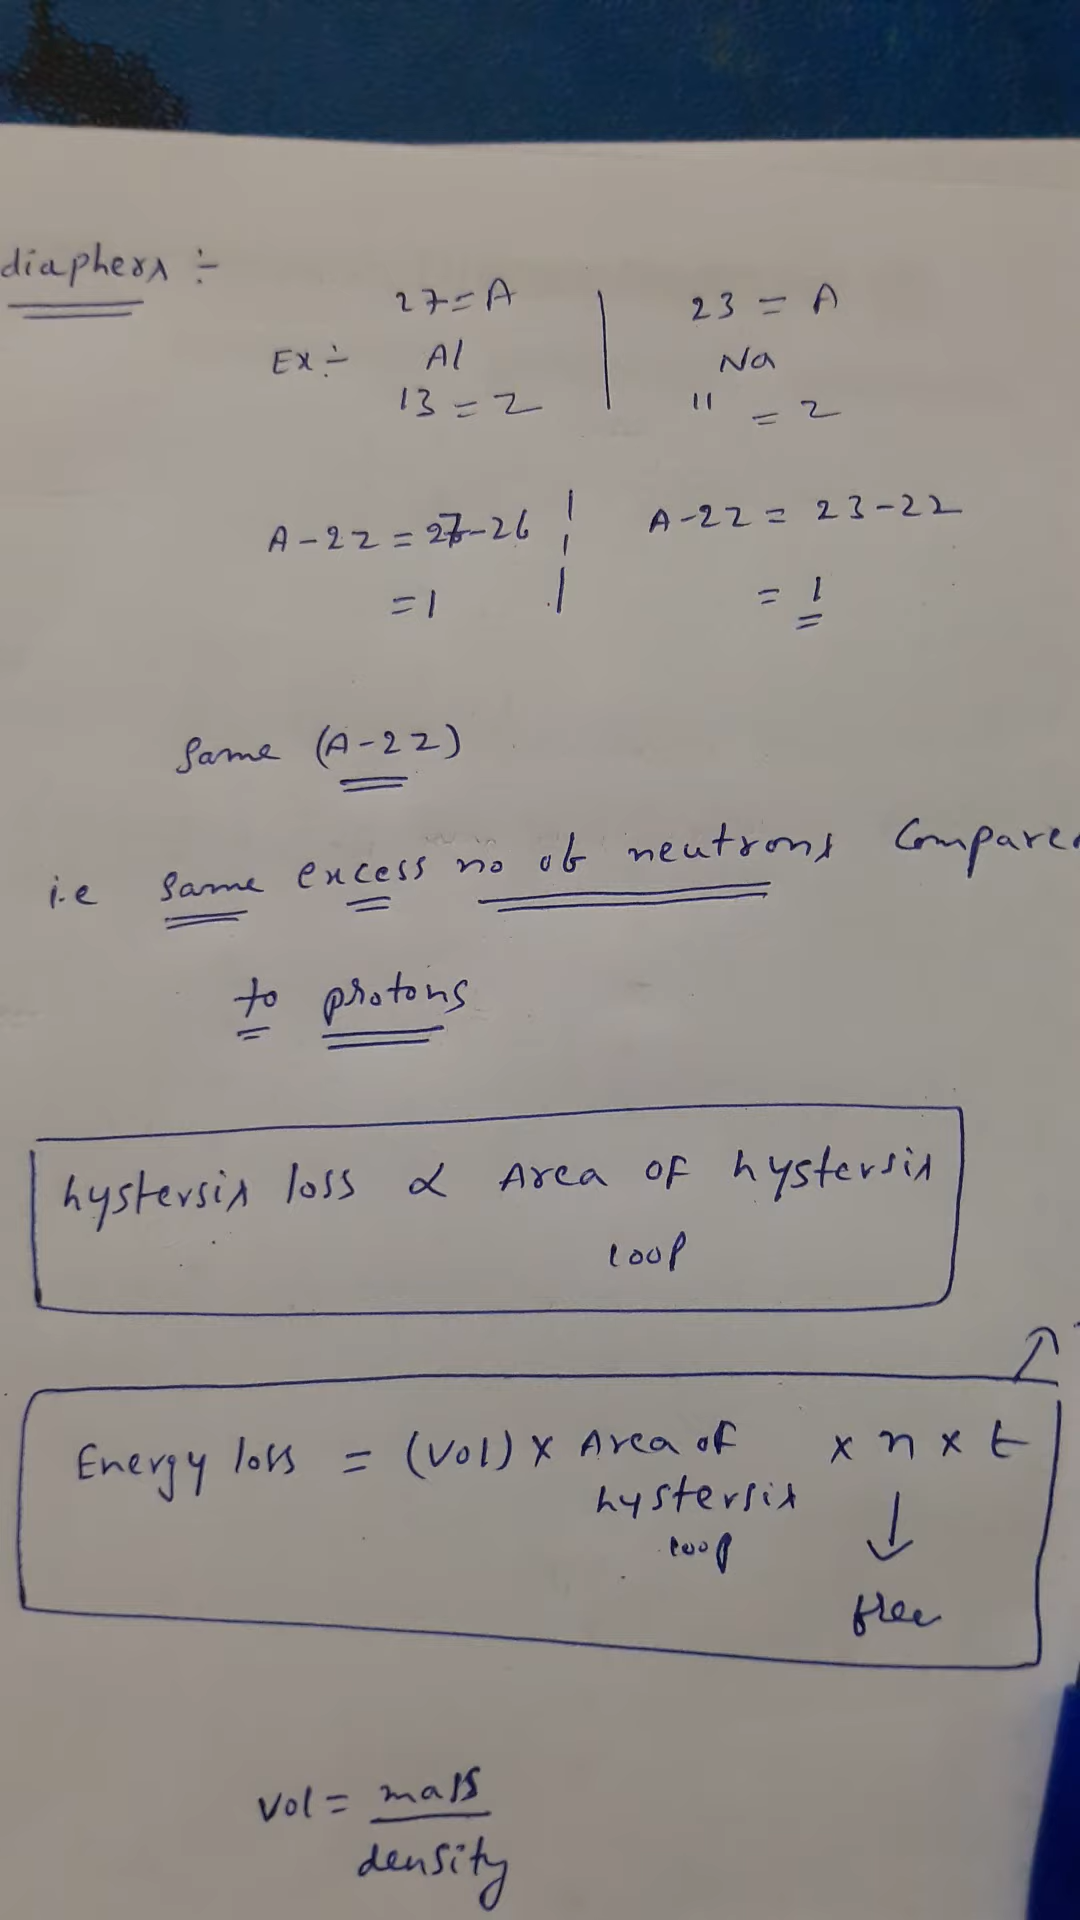 diaphers :-
27=A | 23 = A
Ex :- Al | Na
13 = Z | 11 = Z
A-2Z = 27-26 | A-2Z = 23-22
= 1 | = 1
Same (A-2Z)
i.e same excess no of neutrons Compare
to protons
hystersis loss ∝ Area of hystersis
loop
Energy loss = (Vol) x Area of x n x t
hystersis
loop
↓
Vol = mass
density